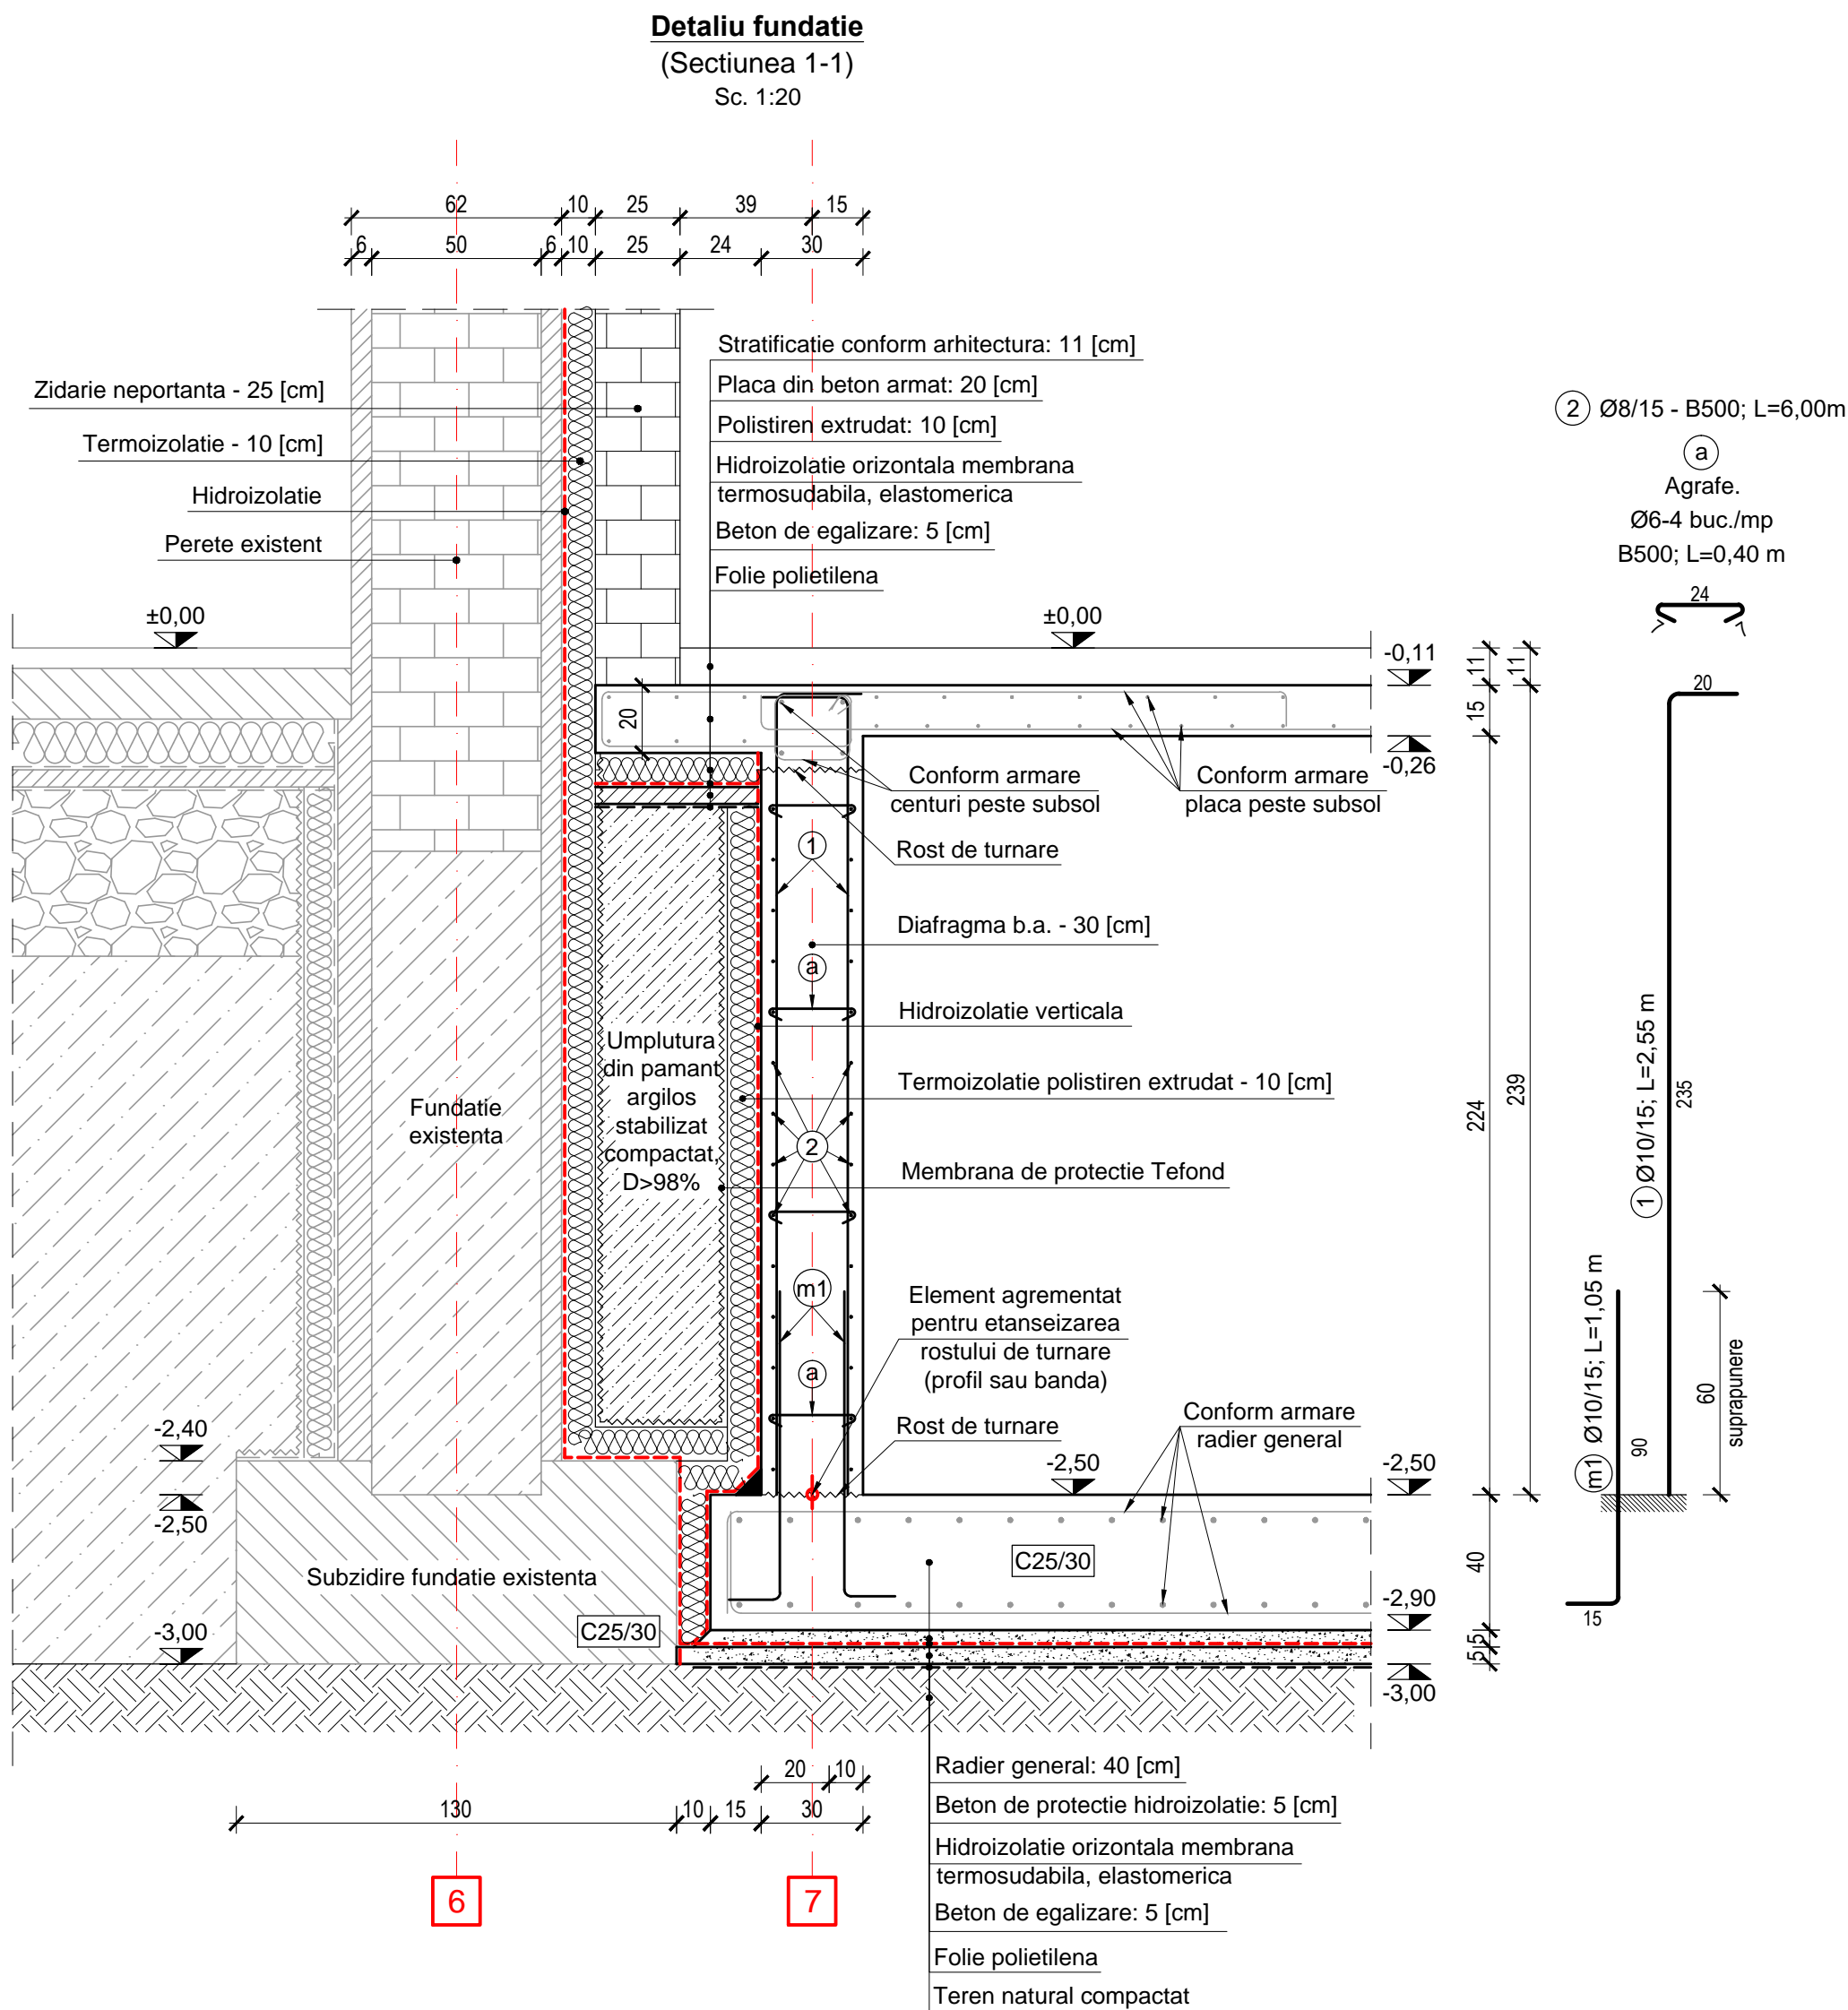 Detaliu fundatie
(Sectiunea 1-1)
Sc. 1:20
62
10
25
39
15
6
50
6
10
25
24
30
Stratificatie conform arhitectura: 11 [cm]
Placa din beton armat: 20 [cm]
Polistiren extrudat: 10 [cm]
Hidroizolatie orizontala membrana
termosudabila, elastomerica
Beton de egalizare: 5 [cm]
Folie polietilena
Zidarie neportanta - 25 [cm]
Termoizolatie - 10 [cm]
Hidroizolatie
Perete existent
2 Ø8/15 - B500; L=6,00m
a
Agrafe.
Ø6-4 buc./mp
B500; L=0,40 m
24
7
7
±0,00
±0,00
-0,11
11
11
20
20
15
-0,26
Conform armare
centuri peste subsol
Conform armare
placa peste subsol
1
Rost de turnare
Diafragma b.a. - 30 [cm]
a
Hidroizolatie verticala
Umplutura
din pamant
argilos
stabilizat
compactat,
D>98%
Termoizolatie polistiren extrudat - 10 [cm]
Fundatie
existenta
2
Membrana de protectie Tefond
224
239
1 Ø10/15; L=2,55 m
235
m1
Element agrementat
pentru etanseizarea
rostului de turnare
(profil sau banda)
a
Rost de turnare
Conform armare
radier general
m1 Ø10/15; L=1,05 m
90
60
suprapunere
15
-2,40
-2,50
-2,50
-2,50
Subzidire fundatie existenta
C25/30
C25/30
40
-2,90
5
5
-3,00
-3,00
20
10
130
10
15
30
6
7
Radier general: 40 [cm]
Beton de protectie hidroizolatie: 5 [cm]
Hidroizolatie orizontala membrana
termosudabila, elastomerica
Beton de egalizare: 5 [cm]
Folie polietilena
Teren natural compactat